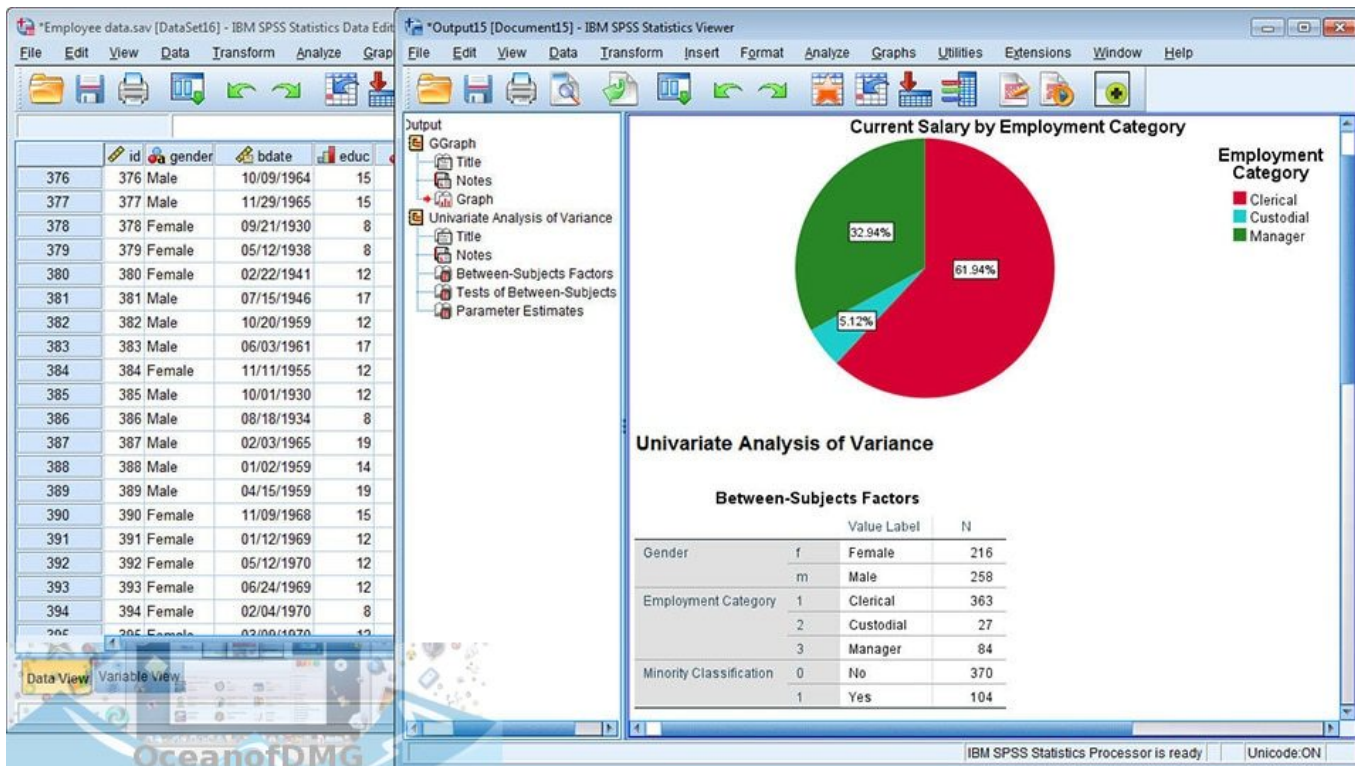 *Employee data.sav [DataSet16] - IBM SPSS Statistics Data Edit
File Edit View Data Transform Analyze Grap
id gender bdate educ
376 376 Male 10/09/1964 15
377 377 Male 11/29/1965 15
378 378 Female 09/21/1930 8
379 379 Female 05/12/1938 8
380 380 Female 02/22/1941 12
381 381 Male 07/15/1946 17
382 382 Male 10/20/1959 12
383 383 Male 06/03/1961 17
384 384 Female 11/11/1955 12
385 385 Male 10/01/1930 12
386 386 Male 08/18/1934 8
387 387 Male 02/03/1965 19
388 388 Male 01/02/1959 14
389 389 Male 04/15/1959 19
390 390 Female 11/09/1968 15
391 391 Female 01/12/1969 12
392 392 Female 05/12/1970 12
393 393 Female 06/24/1969 12
394 394 Female 02/04/1970 8
395 395 Female 03/09/1970 12
Data View Variable View
OceanofDMG
*Output15 [Document15] - IBM SPSS Statistics Viewer
File Edit View Data Transform Insert Format Analyze Graphs Utilities Extensions Window Help
Output
GGraph
Title
Notes
Graph
Univariate Analysis of Variance
Title
Notes
Between-Subjects Factors
Tests of Between-Subjects
Parameter Estimates
Current Salary by Employment Category
32.94%
61.94%
5.12%
Employment
Category
Clerical
Custodial
Manager
Univariate Analysis of Variance
Between-Subjects Factors
Value Label N
Gender f Female 216
m Male 258
Employment Category 1 Clerical 363
2 Custodial 27
3 Manager 84
Minority Classification 0 No 370
1 Yes 104
IBM SPSS Statistics Processor is ready Unicode:ON